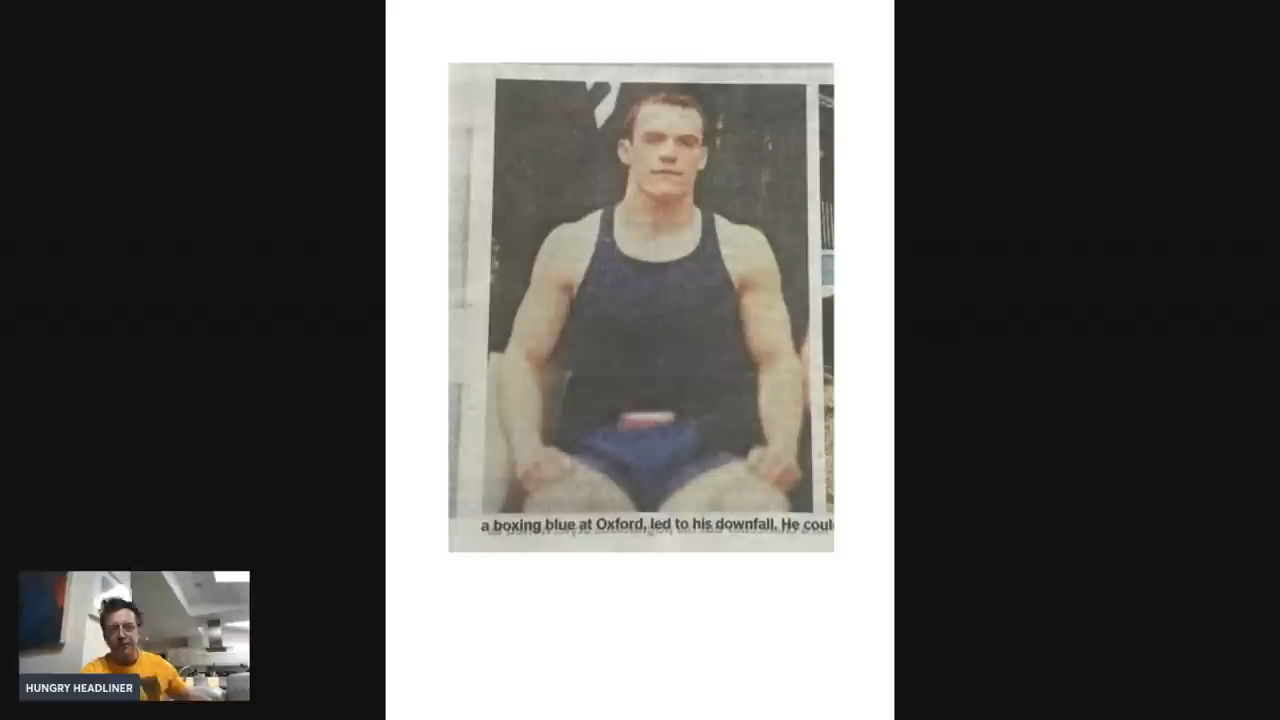 a boxing blue at Oxford, led to his downfall. He coul
HUNGRY HEADLINER